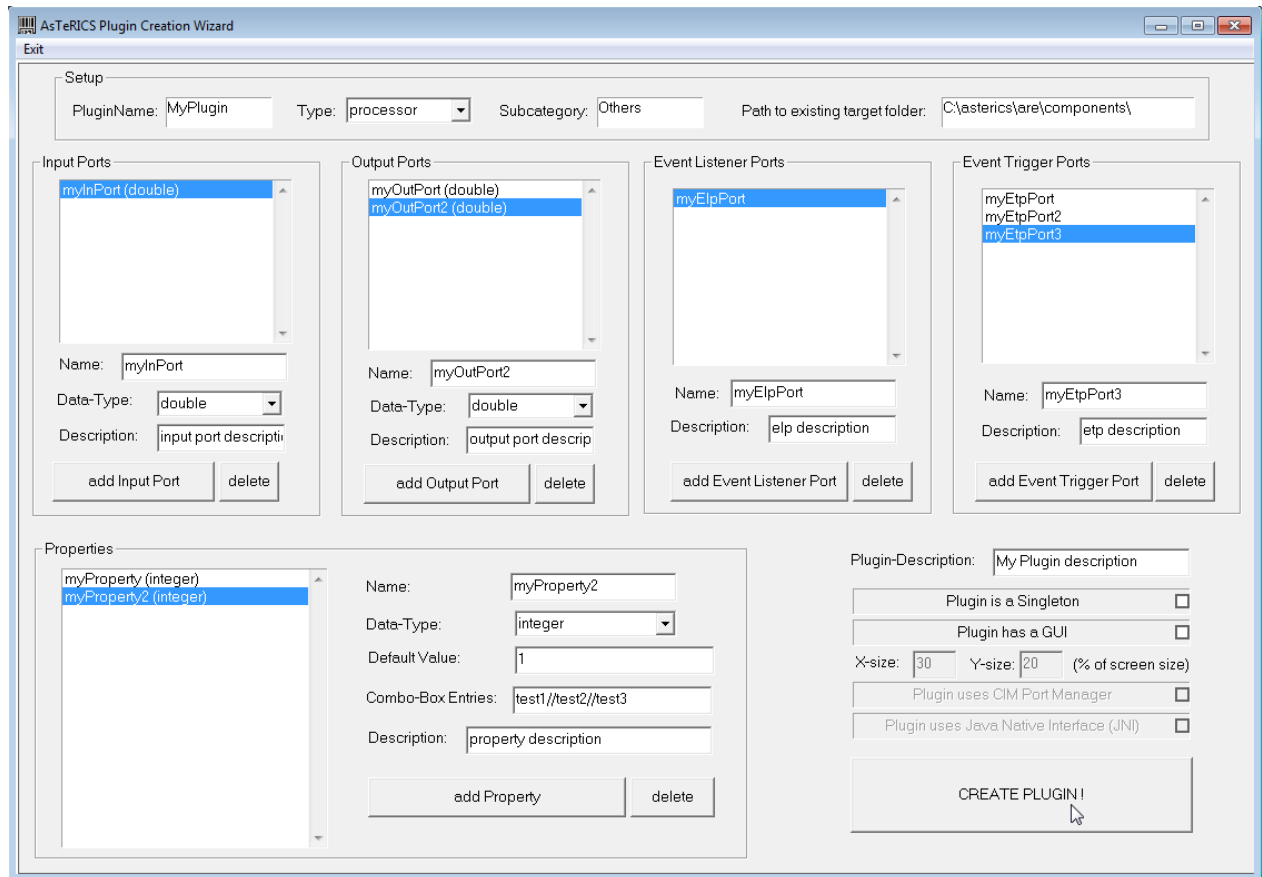 AsTeRICS Plugin Creation Wizard
Exit
Setup
PluginName: MyPlugin Type: processor Subcategory: Others Path to existing target folder: C:\asterics\are\components\
Input Ports
myInPort (double)
Name: myInPort
Data-Type: double
Description: input port descripti
add Input Port delete
Output Ports
myOutPort (double)
myOutPort2 (double)
Name: myOutPort2
Data-Type: double
Description: output port descrip
add Output Port delete
Event Listener Ports
myElpPort
Name: myElpPort
Description: elp description
add Event Listener Port delete
Event Trigger Ports
myEtpPort
myEtpPort2
myEtpPort3
Name: myEtpPort3
Description: etp description
add Event Trigger Port delete
Properties
myProperty (integer)
myProperty2 (integer)
Name: myProperty2
Data-Type: integer
Default Value: 1
Combo-Box Entries: test1//test2//test3
Description: property description
add Property delete
Plugin-Description: My Plugin description
Plugin is a Singleton
Plugin has a GUI
X-size: 30 Y-size: 20 (% of screen size)
Plugin uses CIM Port Manager
Plugin uses Java Native Interface (JNI)
CREATE PLUGIN !